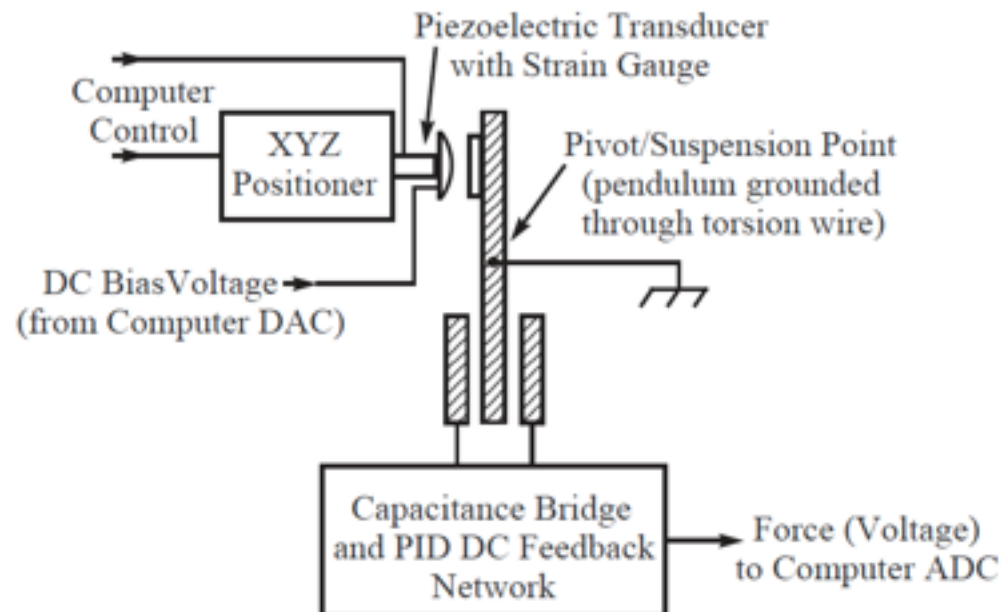 Piezoelectric Transducer
with Strain Gauge
Computer
Control
XYZ
Positioner
Pivot/Suspension Point
(pendulum grounded
through torsion wire)
DC BiasVoltage
(from Computer DAC)
Capacitance Bridge
and PID DC Feedback
Network
Force (Voltage)
to Computer ADC